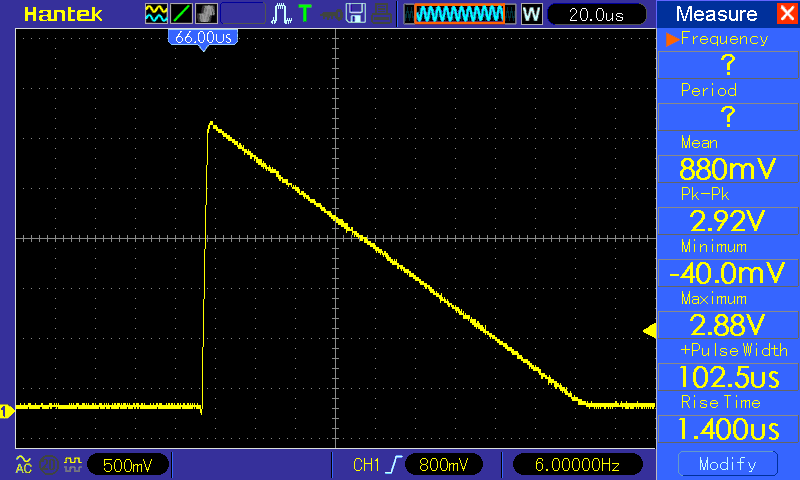 Hantek T W 20.0us
66.00us
1
Measure
Frequency
?
Period
?
Mean
880mV
Pk-Pk
2.92V
Minimum
-40.0mV
Maximum
2.88V
+Pulse Width
102.5us
Rise Time
1.400us
Modify
AC 500mV CH1 800mV 6.00000Hz